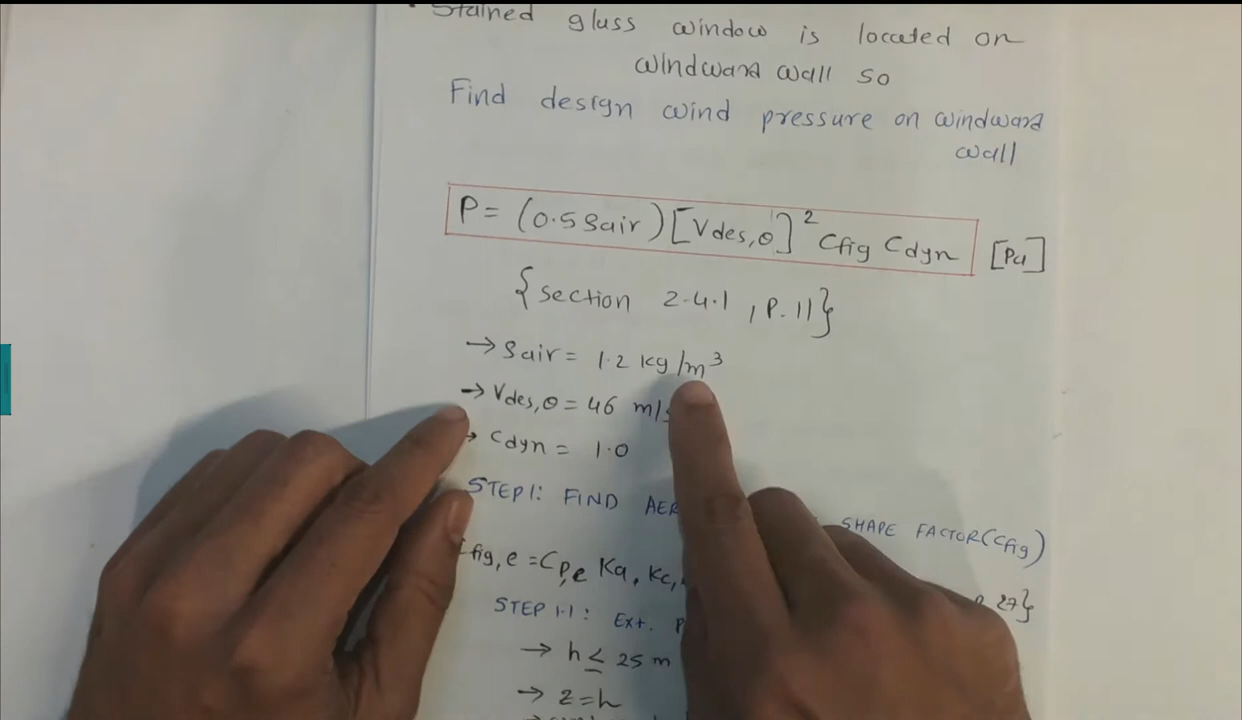 • Stained glass window is located on
windward wall so
Find design wind pressure on windward
wall
P = (0.5 ρair) [Vdes,θ]² Cfig Cdyn [Pa]
{section 2.4.1, P.11}
→ ρair = 1.2 kg/m³
→ Vdes,θ = 46 m/s
→ Cdyn = 1.0
STEP 1: FIND SHAPE FACTOR (Cfig)
Cfig,e = Cp,e Ka, Kc, 27}
STEP 1.1: Ext.
→ h ≤ 25 m
→ z = h